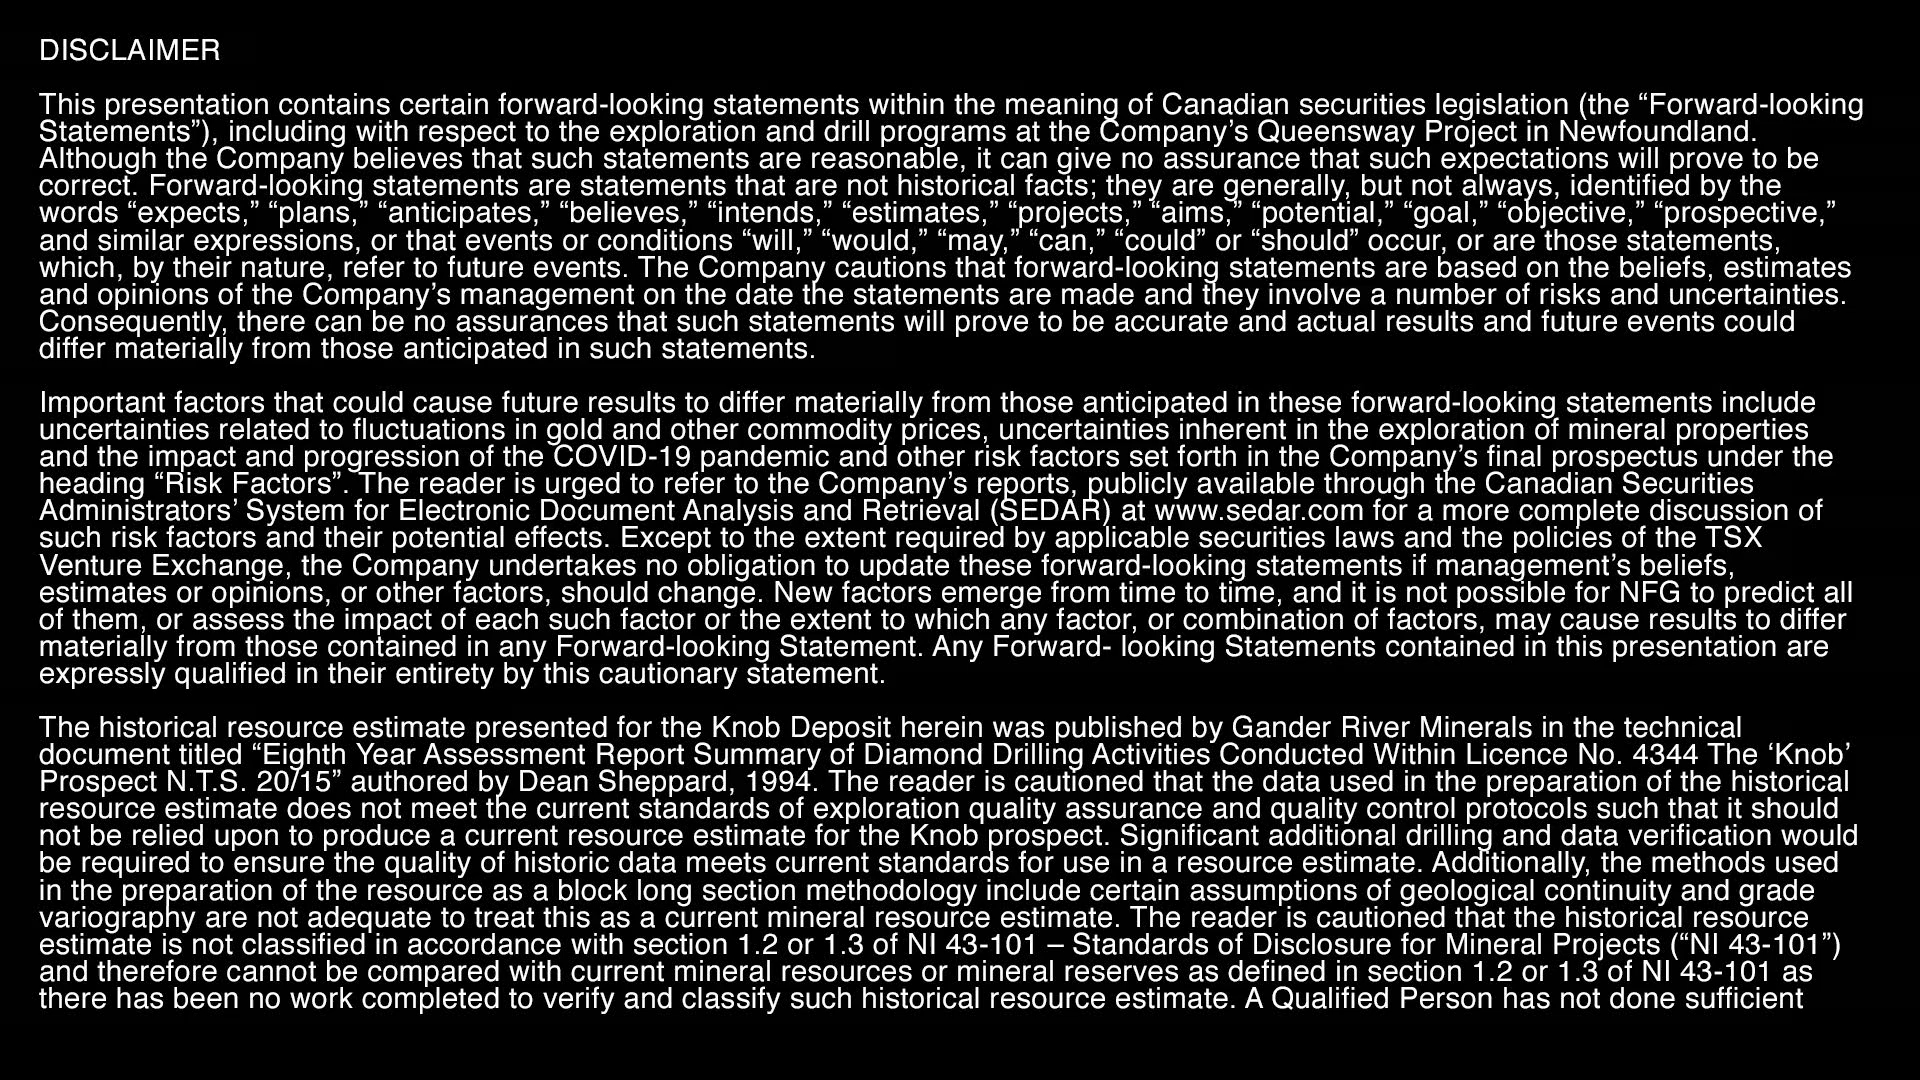 DISCLAIMER
This presentation contains certain forward-looking statements within the meaning of Canadian securities legislation (the “Forward-looking
Statements”), including with respect to the exploration and drill programs at the Company’s Queensway Project in Newfoundland.
Although the Company believes that such statements are reasonable, it can give no assurance that such expectations will prove to be
correct. Forward-looking statements are statements that are not historical facts; they are generally, but not always, identified by the
words “expects,” “plans,” “anticipates,” “believes,” “intends,” “estimates,” “projects,” “aims,” “potential,” “goal,” “objective,” “prospective,”
and similar expressions, or that events or conditions “will,” “would,” “may,” “can,” “could” or “should” occur, or are those statements,
which, by their nature, refer to future events. The Company cautions that forward-looking statements are based on the beliefs, estimates
and opinions of the Company’s management on the date the statements are made and they involve a number of risks and uncertainties.
Consequently, there can be no assurances that such statements will prove to be accurate and actual results and future events could
differ materially from those anticipated in such statements.
Important factors that could cause future results to differ materially from those anticipated in these forward-looking statements include
uncertainties related to fluctuations in gold and other commodity prices, uncertainties inherent in the exploration of mineral properties
and the impact and progression of the COVID-19 pandemic and other risk factors set forth in the Company’s final prospectus under the
heading “Risk Factors”. The reader is urged to refer to the Company’s reports, publicly available through the Canadian Securities
Administrators’ System for Electronic Document Analysis and Retrieval (SEDAR) at www.sedar.com for a more complete discussion of
such risk factors and their potential effects. Except to the extent required by applicable securities laws and the policies of the TSX
Venture Exchange, the Company undertakes no obligation to update these forward-looking statements if management’s beliefs,
estimates or opinions, or other factors, should change. New factors emerge from time to time, and it is not possible for NFG to predict all
of them, or assess the impact of each such factor or the extent to which any factor, or combination of factors, may cause results to differ
materially from those contained in any Forward-looking Statement. Any Forward- looking Statements contained in this presentation are
expressly qualified in their entirety by this cautionary statement.
The historical resource estimate presented for the Knob Deposit herein was published by Gander River Minerals in the technical
document titled “Eighth Year Assessment Report Summary of Diamond Drilling Activities Conducted Within Licence No. 4344 The ‘Knob’
Prospect N.T.S. 20/15” authored by Dean Sheppard, 1994. The reader is cautioned that the data used in the preparation of the historical
resource estimate does not meet the current standards of exploration quality assurance and quality control protocols such that it should
not be relied upon to produce a current resource estimate for the Knob prospect. Significant additional drilling and data verification would
be required to ensure the quality of historic data meets current standards for use in a resource estimate. Additionally, the methods used
in the preparation of the resource as a block long section methodology include certain assumptions of geological continuity and grade
variography are not adequate to treat this as a current mineral resource estimate. The reader is cautioned that the historical resource
estimate is not classified in accordance with section 1.2 or 1.3 of NI 43-101 – Standards of Disclosure for Mineral Projects (“NI 43-101”)
and therefore cannot be compared with current mineral resources or mineral reserves as defined in section 1.2 or 1.3 of NI 43-101 as
there has been no work completed to verify and classify such historical resource estimate. A Qualified Person has not done sufficient